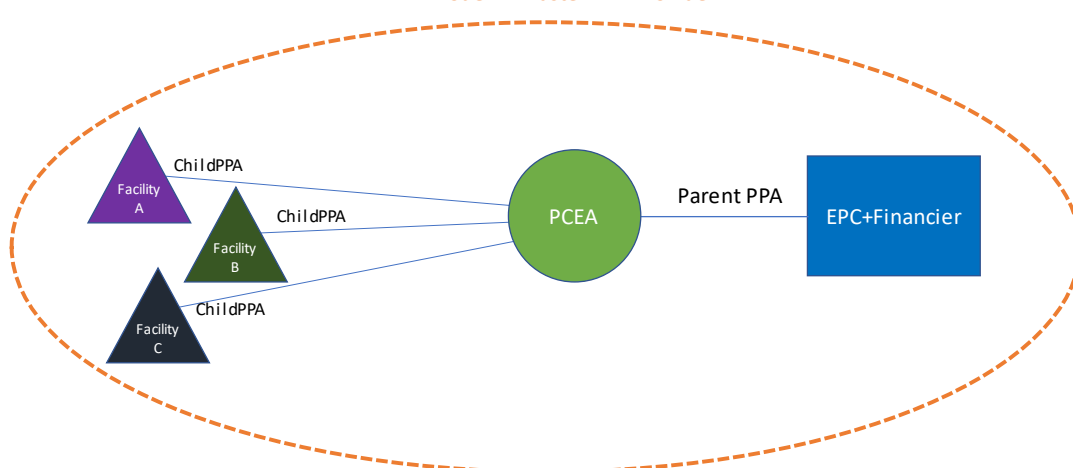 ChildPPA
Facility
A
ChildPPA
Facility
B
ChildPPA
Facility
C
PCEA
Parent PPA
EPC+Financier